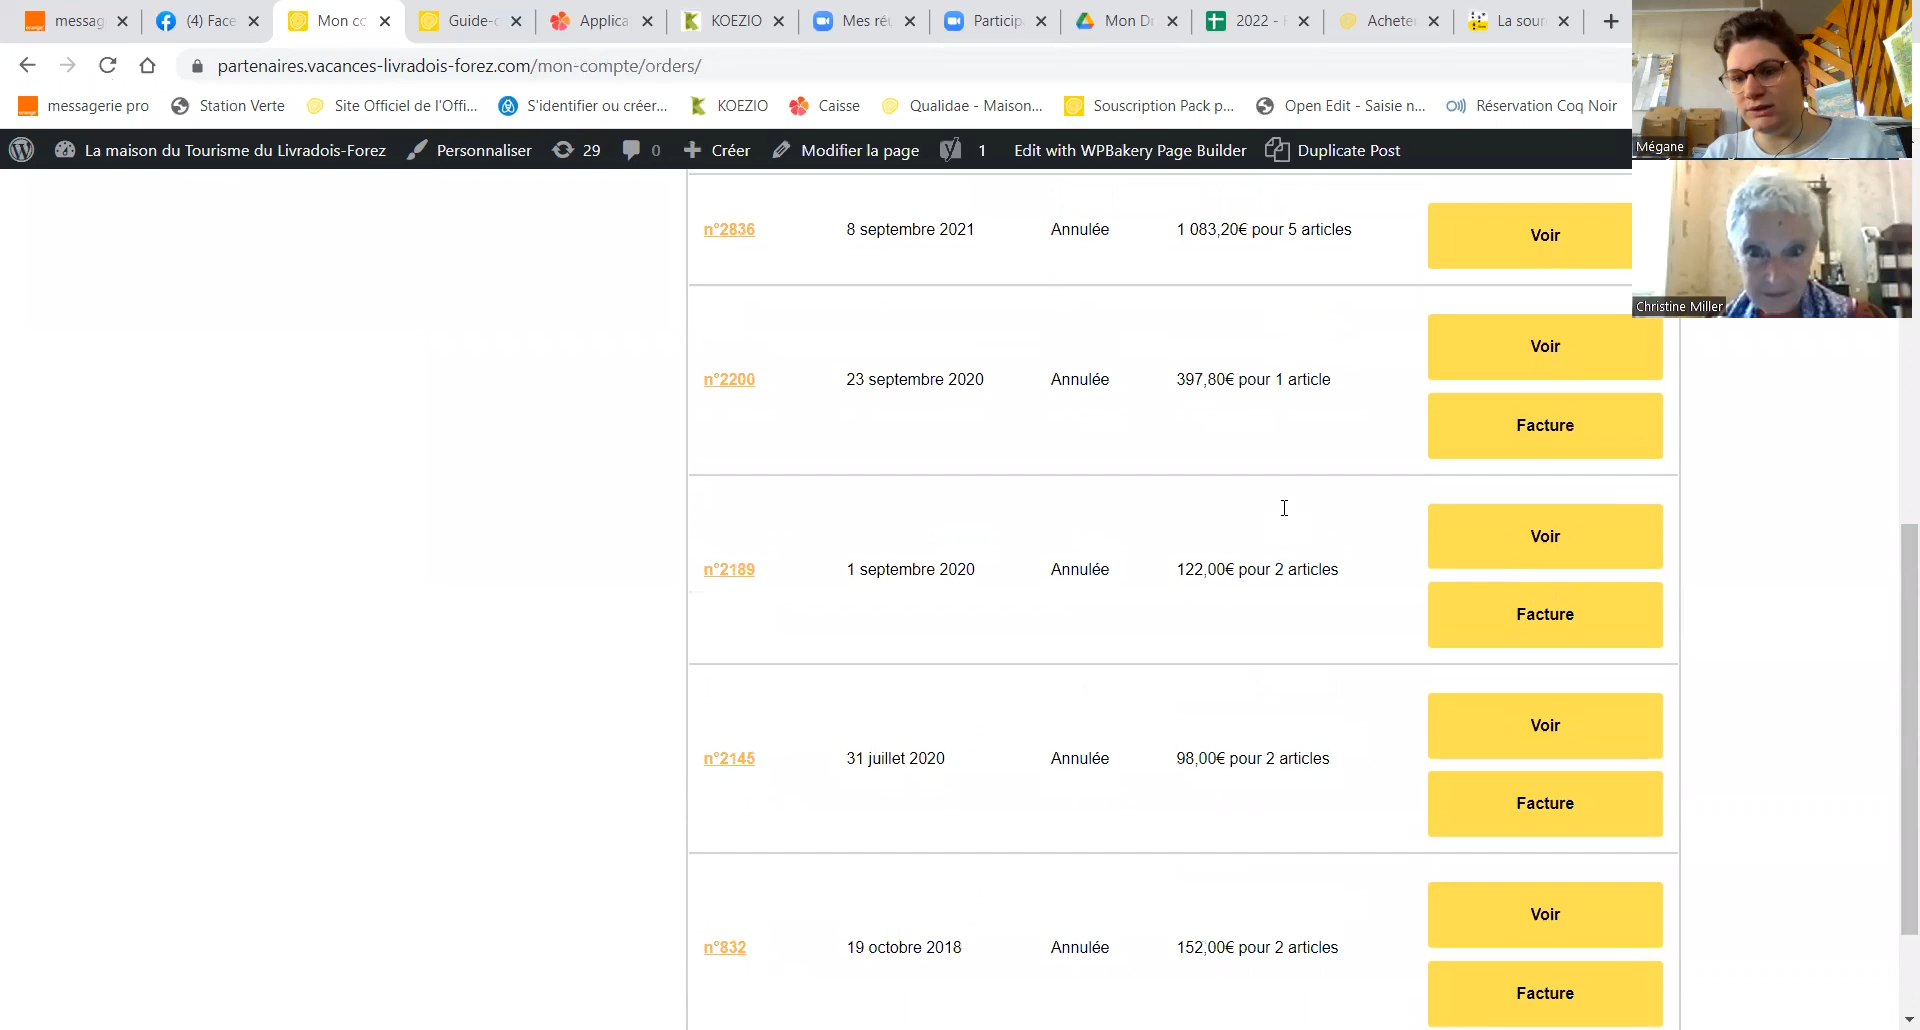 messag
(4) Face
Mon co
Guide-
Applica
KOEZIO
Mes ré
Particip
Mon D
2022 -
Achete
La sou
partenaires.vacances-livradois-forez.com/mon-compte/orders/
messagerie pro
Station Verte
Site Officiel de l'Offi...
S'identifier ou créer...
KOEZIO
Caisse
Qualidae - Maison...
Souscription Pack p...
Open Edit - Saisie n...
Réservation Coq Noir
La maison du Tourisme du Livradois-Forez
Personnaliser
29
0
Créer
Modifier la page
1
Edit with WPBakery Page Builder
Duplicate Post
Mégane
Christine Miller
n°2836 8 septembre 2021 Annulée 1 083,20€ pour 5 articles Voir
n°2200 23 septembre 2020 Annulée 397,80€ pour 1 article Voir
Facture
n°2189 1 septembre 2020 Annulée 122,00€ pour 2 articles Voir
Facture
n°2145 31 juillet 2020 Annulée 98,00€ pour 2 articles Voir
Facture
n°832 19 octobre 2018 Annulée 152,00€ pour 2 articles Voir
Facture